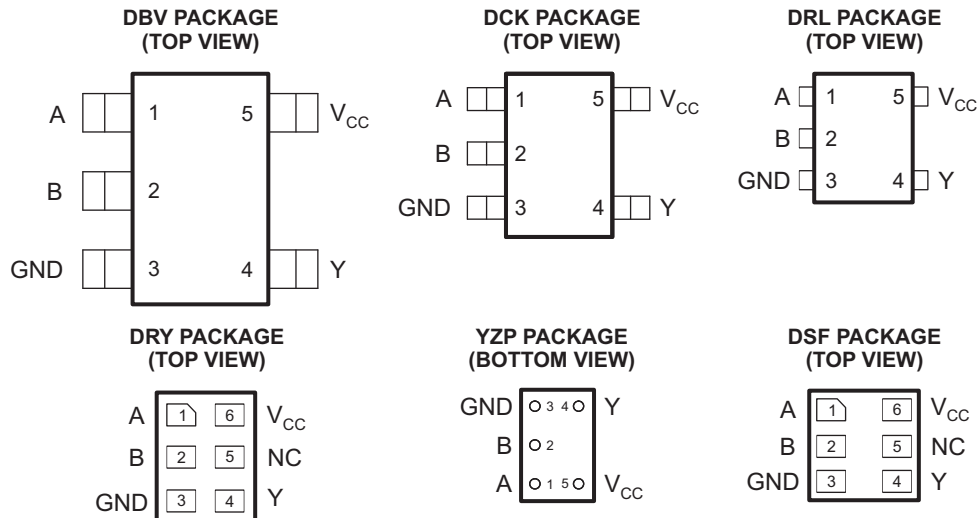 DBV PACKAGE
(TOP VIEW)
A 1 5 VCC
B 2
GND 3 4 Y
DCK PACKAGE
(TOP VIEW)
A 1 5 VCC
B 2
GND 3 4 Y
DRL PACKAGE
(TOP VIEW)
A 1 5 VCC
B 2
GND 3 4 Y
DRY PACKAGE
(TOP VIEW)
A 1 6 VCC
B 2 5 NC
GND 3 4 Y
YZP PACKAGE
(BOTTOM VIEW)
GND 3 4 Y
B 2
A 1 5 VCC
DSF PACKAGE
(TOP VIEW)
A 1 6 VCC
B 2 5 NC
GND 3 4 Y